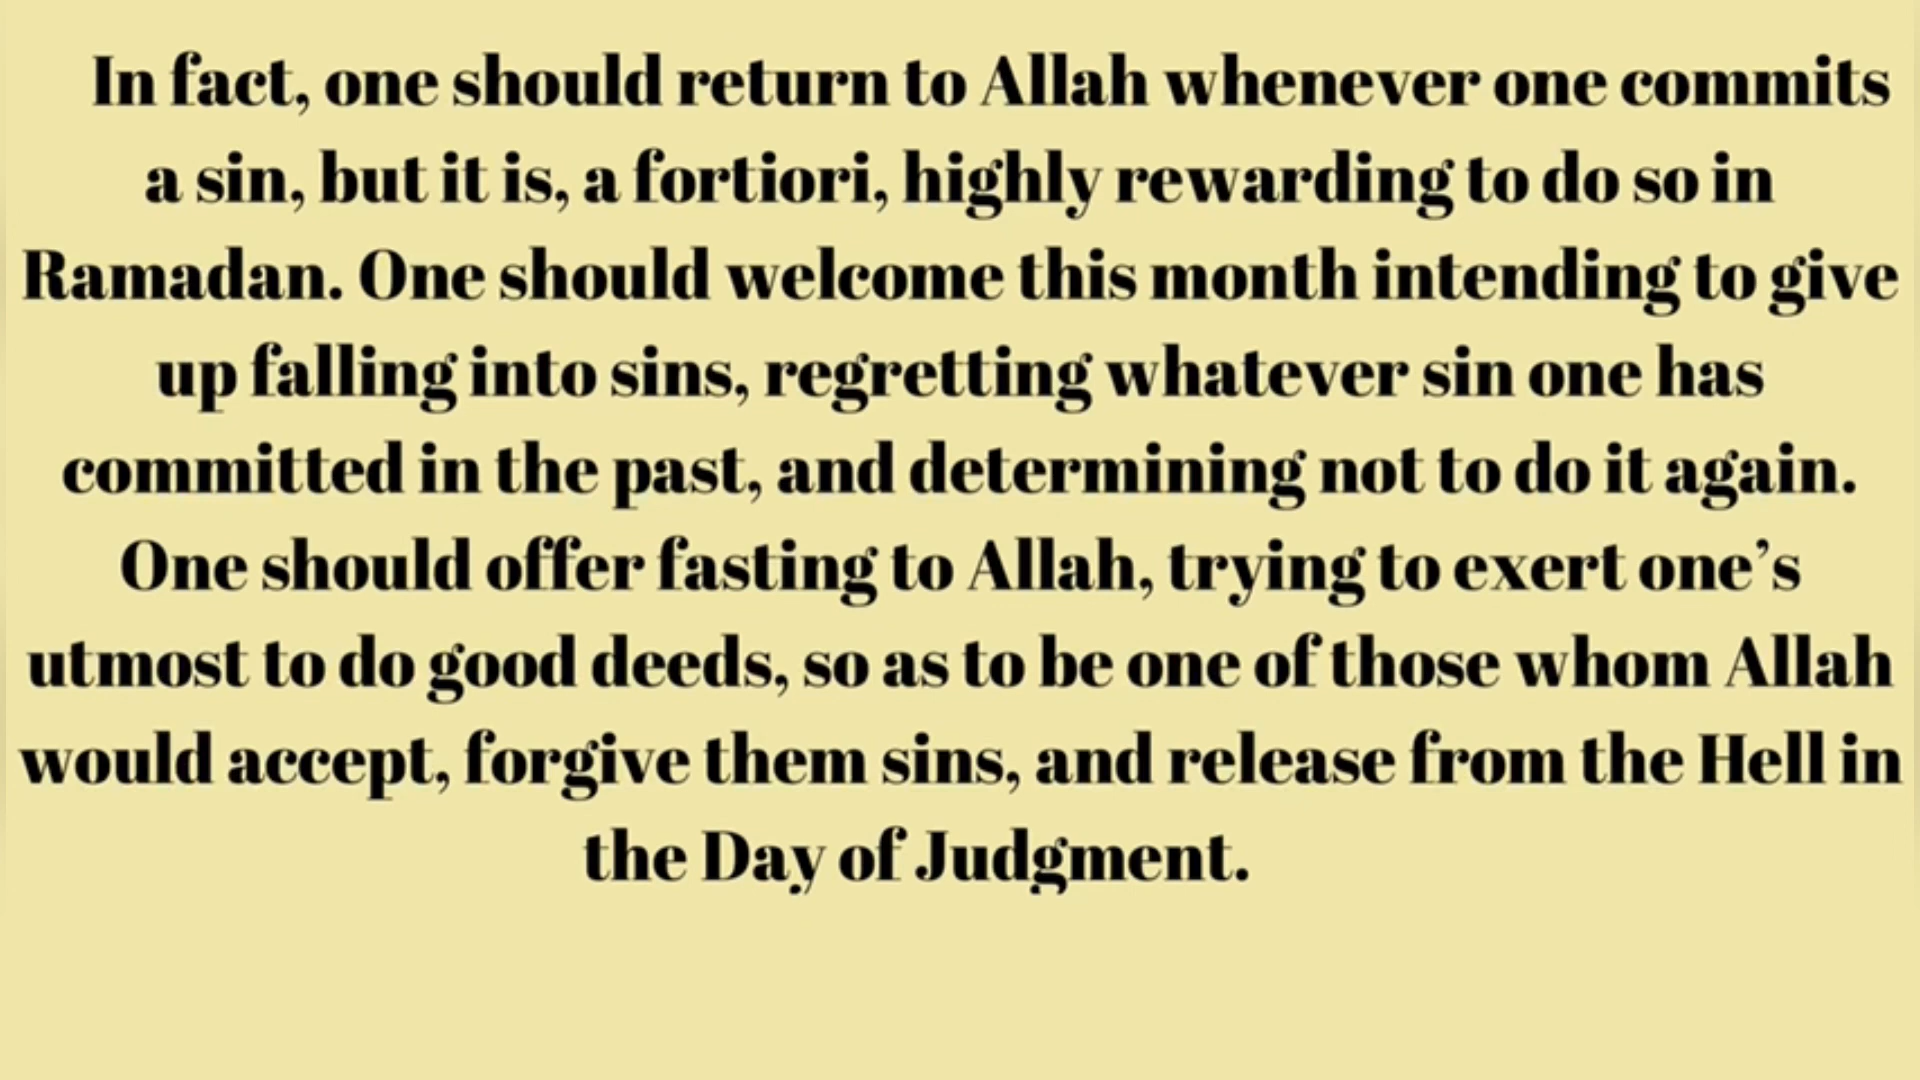 In fact, one should return to Allah whenever one commits
a sin, but it is, a fortiori, highly rewarding to do so in
Ramadan. One should welcome this month intending to give
up falling into sins, regretting whatever sin one has
committed in the past, and determining not to do it again.
One should offer fasting to Allah, trying to exert one’s
utmost to do good deeds, so as to be one of those whom Allah
would accept, forgive them sins, and release from the Hell in
the Day of Judgment.